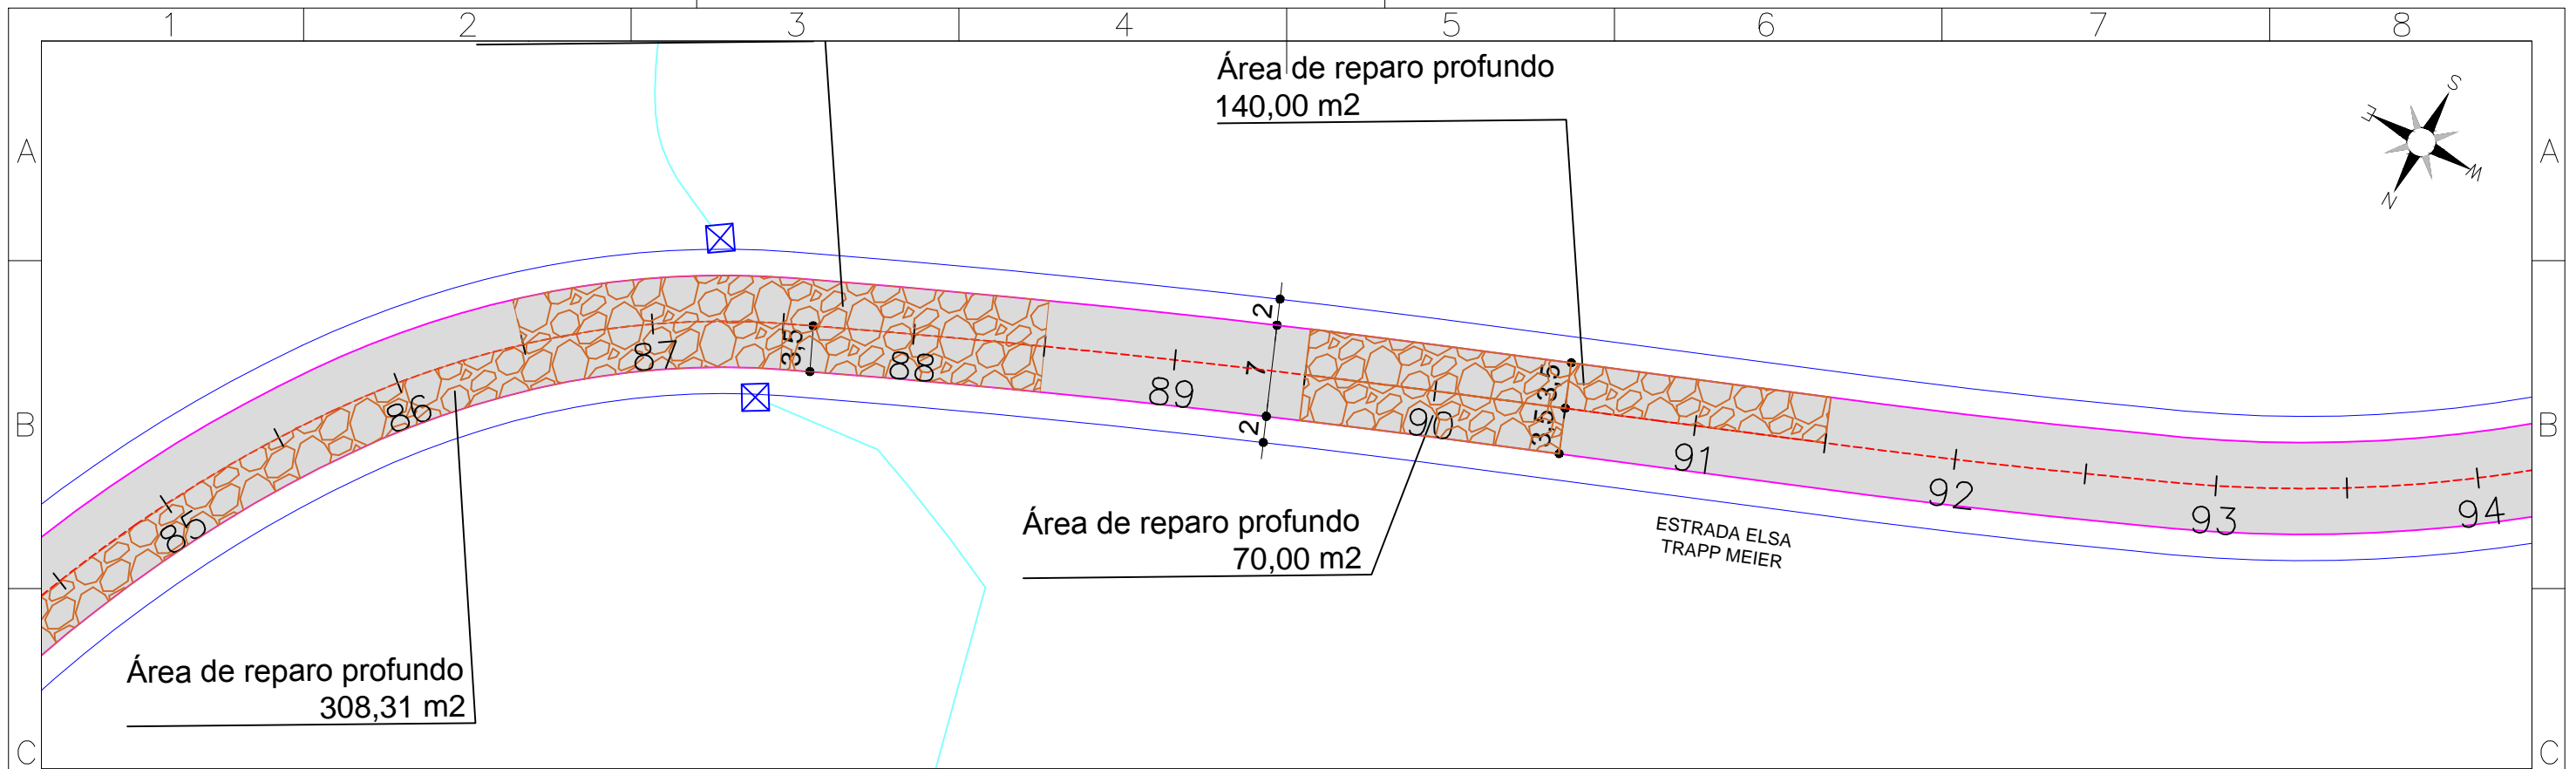 1 2 3 4 5 6 7 8
Área de reparo profundo
140,00 m2
S
E
W
N
A A
2
7
2
3,5
3,5
3,5
85 86 87 88 89 90 91 92 93 94
B B
Área de reparo profundo
70,00 m2
ESTRADA ELSA
TRAPP MEIER
Área de reparo profundo
308,31 m2
C C